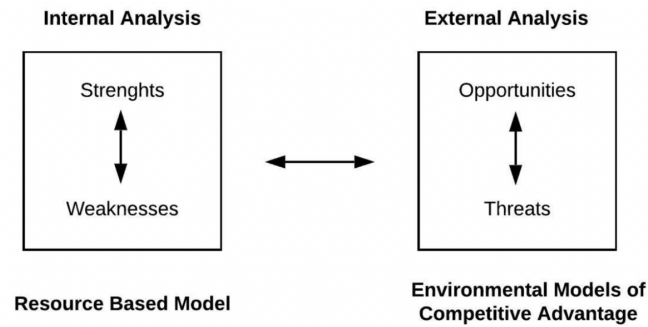 Internal Analysis
External Analysis
Strenghts
Opportunities
Weaknesses
Threats
Resource Based Model
Environmental Models of
Competitive Advantage